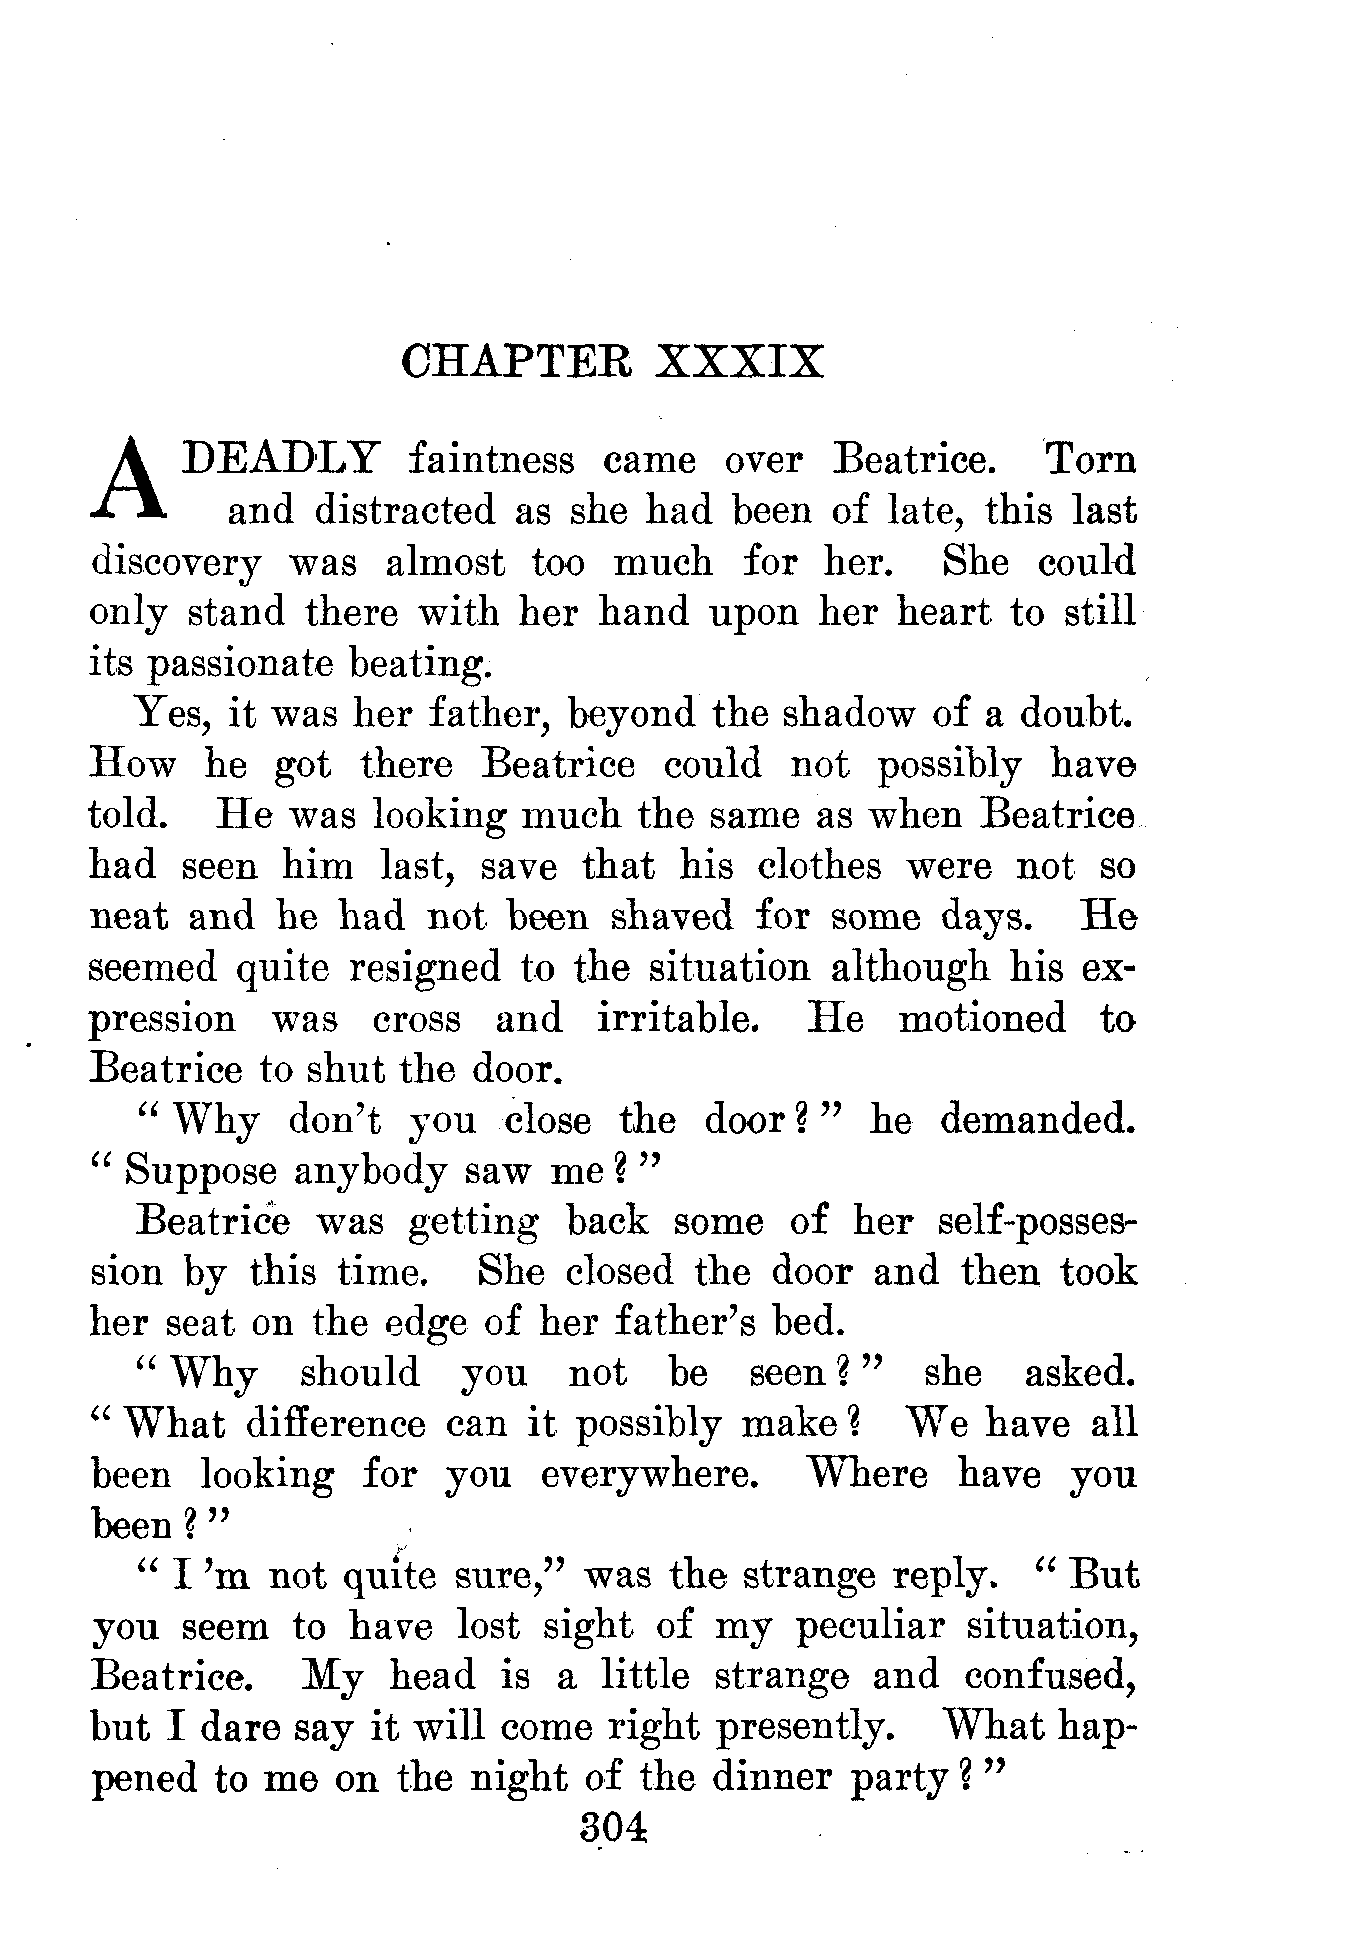 CHAPTER XXXIX
A DEADLY faintness came over Beatrice. Torn
and distracted as she had been of late, this last
discovery was almost too much for her. She could
only stand there with her hand upon her heart to still
its passionate beating.
Yes, it was her father, beyond the shadow of a doubt.
How he got there Beatrice could not possibly have
told. He was looking much the same as when Beatrice
had seen him last, save that his clothes were not so
neat and he had not been shaved for some days. He
seemed quite resigned to the situation although his ex-
pression was cross and irritable. He motioned to
Beatrice to shut the door.
“ Why don’t you close the door ? ” he demanded.
“ Suppose anybody saw me ? ”
Beatrice was getting back some of her self-posses-
sion by this time. She closed the door and then took
her seat on the edge of her father’s bed.
“ Why should you not be seen ? ” she asked.
“ What difference can it possibly make ? We have all
been looking for you everywhere. Where have you
been ? ”
“ I ’m not quite sure,” was the strange reply. “ But
you seem to have lost sight of my peculiar situation,
Beatrice. My head is a little strange and confused,
but I dare say it will come right presently. What hap-
pened to me on the night of the dinner party ? ”
304